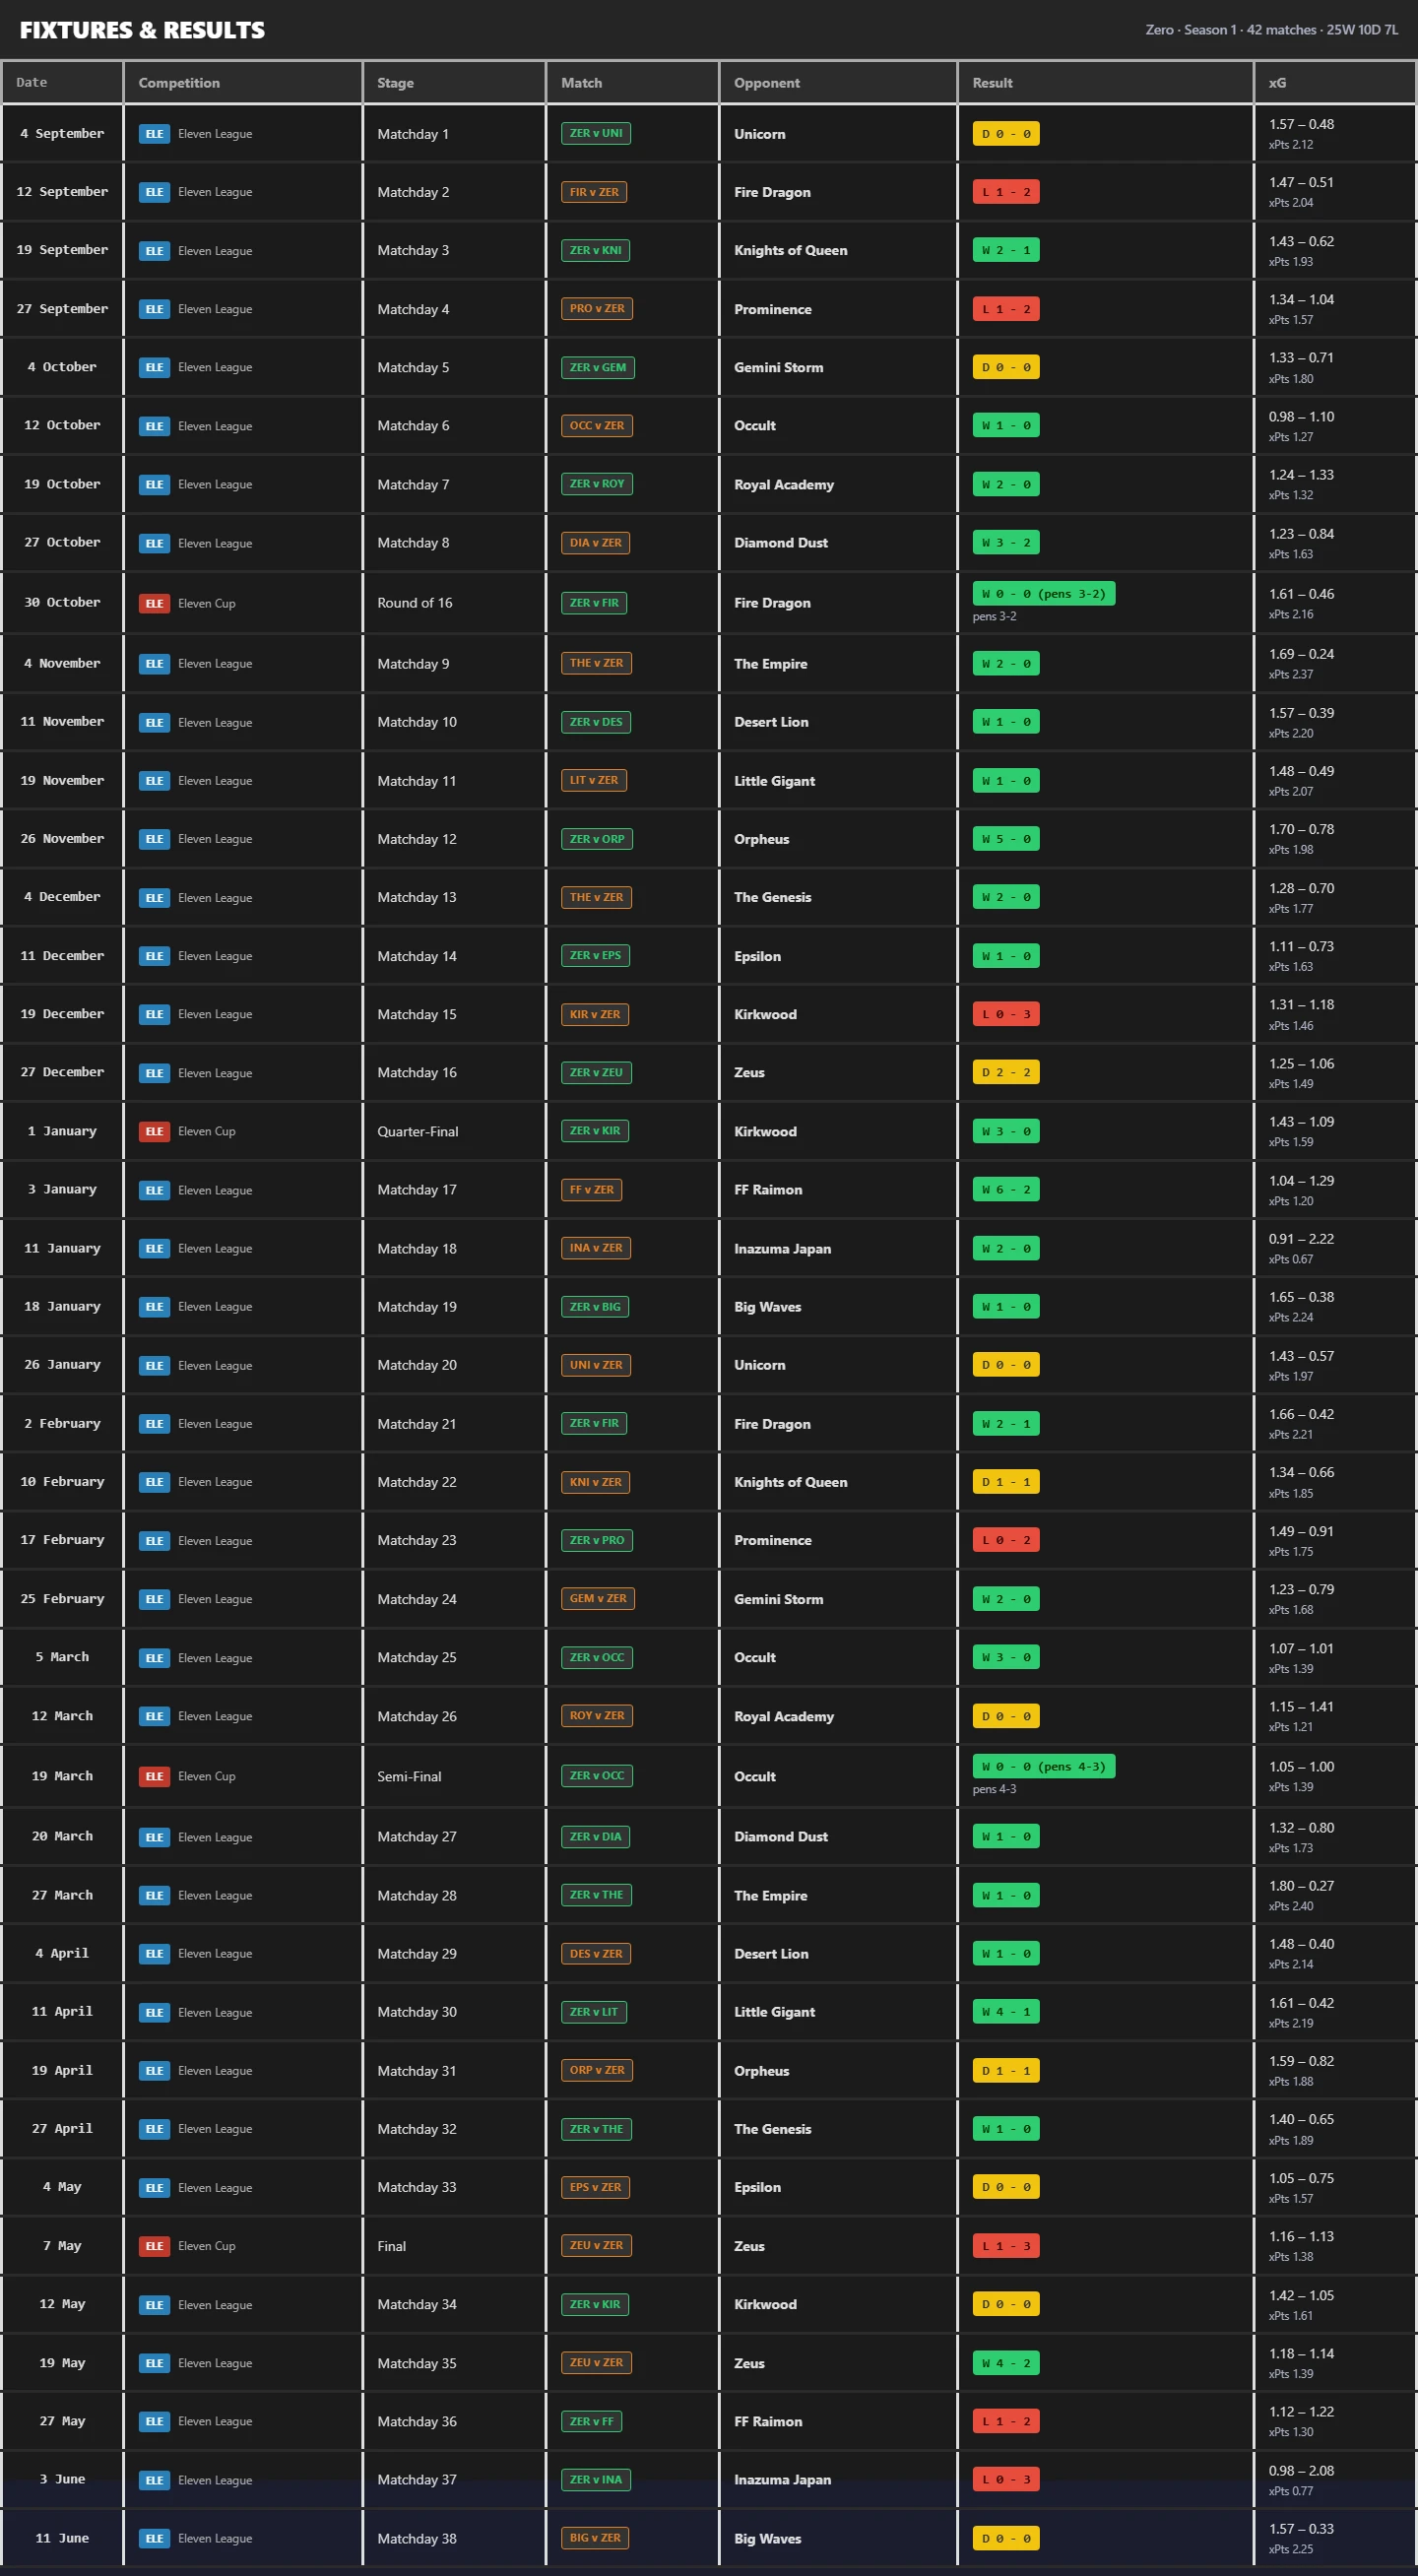 FIXTURES & RESULTS
Zero · Season 1 · 42 matches · 25W 10D 7L
Date Competition Stage Match Opponent Result xG
4 September ELE Eleven League Matchday 1 ZER v UNI Unicorn D 0 - 0 1.57 – 0.48
xPts 2.12
12 September ELE Eleven League Matchday 2 FIR v ZER Fire Dragon L 1 - 2 1.47 – 0.51
xPts 2.04
19 September ELE Eleven League Matchday 3 ZER v KNI Knights of Queen W 2 - 1 1.43 – 0.62
xPts 1.93
27 September ELE Eleven League Matchday 4 PRO v ZER Prominence L 1 - 2 1.34 – 1.04
xPts 1.57
4 October ELE Eleven League Matchday 5 ZER v GEM Gemini Storm D 0 - 0 1.33 – 0.71
xPts 1.80
12 October ELE Eleven League Matchday 6 OCC v ZER Occult W 1 - 0 0.98 – 1.10
xPts 1.27
19 October ELE Eleven League Matchday 7 ZER v ROY Royal Academy W 2 - 0 1.24 – 1.33
xPts 1.32
27 October ELE Eleven League Matchday 8 DIA v ZER Diamond Dust W 3 - 2 1.23 – 0.84
xPts 1.63
30 October ELE Eleven Cup Round of 16 ZER v FIR Fire Dragon W 0 - 0 (pens 3-2) 1.61 – 0.46
pens 3-2 xPts 2.16
4 November ELE Eleven League Matchday 9 THE v ZER The Empire W 2 - 0 1.69 – 0.24
xPts 2.37
11 November ELE Eleven League Matchday 10 ZER v DES Desert Lion W 1 - 0 1.57 – 0.39
xPts 2.20
19 November ELE Eleven League Matchday 11 LIT v ZER Little Gigant W 1 - 0 1.48 – 0.49
xPts 2.07
26 November ELE Eleven League Matchday 12 ZER v ORP Orpheus W 5 - 0 1.70 – 0.78
xPts 1.98
4 December ELE Eleven League Matchday 13 THE v ZER The Genesis W 2 - 0 1.28 – 0.70
xPts 1.77
11 December ELE Eleven League Matchday 14 ZER v EPS Epsilon W 1 - 0 1.11 – 0.73
xPts 1.63
19 December ELE Eleven League Matchday 15 KIR v ZER Kirkwood L 0 - 3 1.31 – 1.18
xPts 1.46
27 December ELE Eleven League Matchday 16 ZER v ZEU Zeus D 2 - 2 1.25 – 1.06
xPts 1.49
1 January ELE Eleven Cup Quarter-Final ZER v KIR Kirkwood W 3 - 0 1.43 – 1.09
xPts 1.59
3 January ELE Eleven League Matchday 17 FF v ZER FF Raimon W 6 - 2 1.04 – 1.29
xPts 1.20
11 January ELE Eleven League Matchday 18 INA v ZER Inazuma Japan W 2 - 0 0.91 – 2.22
xPts 0.67
18 January ELE Eleven League Matchday 19 ZER v BIG Big Waves W 1 - 0 1.65 – 0.38
xPts 2.24
26 January ELE Eleven League Matchday 20 UNI v ZER Unicorn D 0 - 0 1.43 – 0.57
xPts 1.97
2 February ELE Eleven League Matchday 21 ZER v FIR Fire Dragon W 2 - 1 1.66 – 0.42
xPts 2.21
10 February ELE Eleven League Matchday 22 KNI v ZER Knights of Queen D 1 - 1 1.34 – 0.66
xPts 1.85
17 February ELE Eleven League Matchday 23 ZER v PRO Prominence L 0 - 2 1.49 – 0.91
xPts 1.75
25 February ELE Eleven League Matchday 24 GEM v ZER Gemini Storm W 2 - 0 1.23 – 0.79
xPts 1.68
5 March ELE Eleven League Matchday 25 ZER v OCC Occult W 3 - 0 1.07 – 1.01
xPts 1.39
12 March ELE Eleven League Matchday 26 ROY v ZER Royal Academy D 0 - 0 1.15 – 1.41
xPts 1.21
19 March ELE Eleven Cup Semi-Final ZER v OCC Occult W 0 - 0 (pens 4-3) 1.05 – 1.00
pens 4-3 xPts 1.39
20 March ELE Eleven League Matchday 27 ZER v DIA Diamond Dust W 1 - 0 1.32 – 0.80
xPts 1.73
27 March ELE Eleven League Matchday 28 ZER v THE The Empire W 1 - 0 1.80 – 0.27
xPts 2.40
4 April ELE Eleven League Matchday 29 DES v ZER Desert Lion W 1 - 0 1.48 – 0.40
xPts 2.14
11 April ELE Eleven League Matchday 30 ZER v LIT Little Gigant W 4 - 1 1.61 – 0.42
xPts 2.19
19 April ELE Eleven League Matchday 31 ORP v ZER Orpheus D 1 - 1 1.59 – 0.82
xPts 1.88
27 April ELE Eleven League Matchday 32 ZER v THE The Genesis W 1 - 0 1.40 – 0.65
xPts 1.89
4 May ELE Eleven League Matchday 33 EPS v ZER Epsilon D 0 - 0 1.05 – 0.75
xPts 1.57
7 May ELE Eleven Cup Final ZEU v ZER Zeus L 1 - 3 1.16 – 1.13
xPts 1.38
12 May ELE Eleven League Matchday 34 ZER v KIR Kirkwood D 0 - 0 1.42 – 1.05
xPts 1.61
19 May ELE Eleven League Matchday 35 ZEU v ZER Zeus W 4 - 2 1.18 – 1.14
xPts 1.39
27 May ELE Eleven League Matchday 36 ZER v FF FF Raimon L 1 - 2 1.12 – 1.22
xPts 1.30
3 June ELE Eleven League Matchday 37 ZER v INA Inazuma Japan L 0 - 3 0.98 – 2.08
xPts 0.77
11 June ELE Eleven League Matchday 38 BIG v ZER Big Waves D 0 - 0 1.57 – 0.33
xPts 2.25